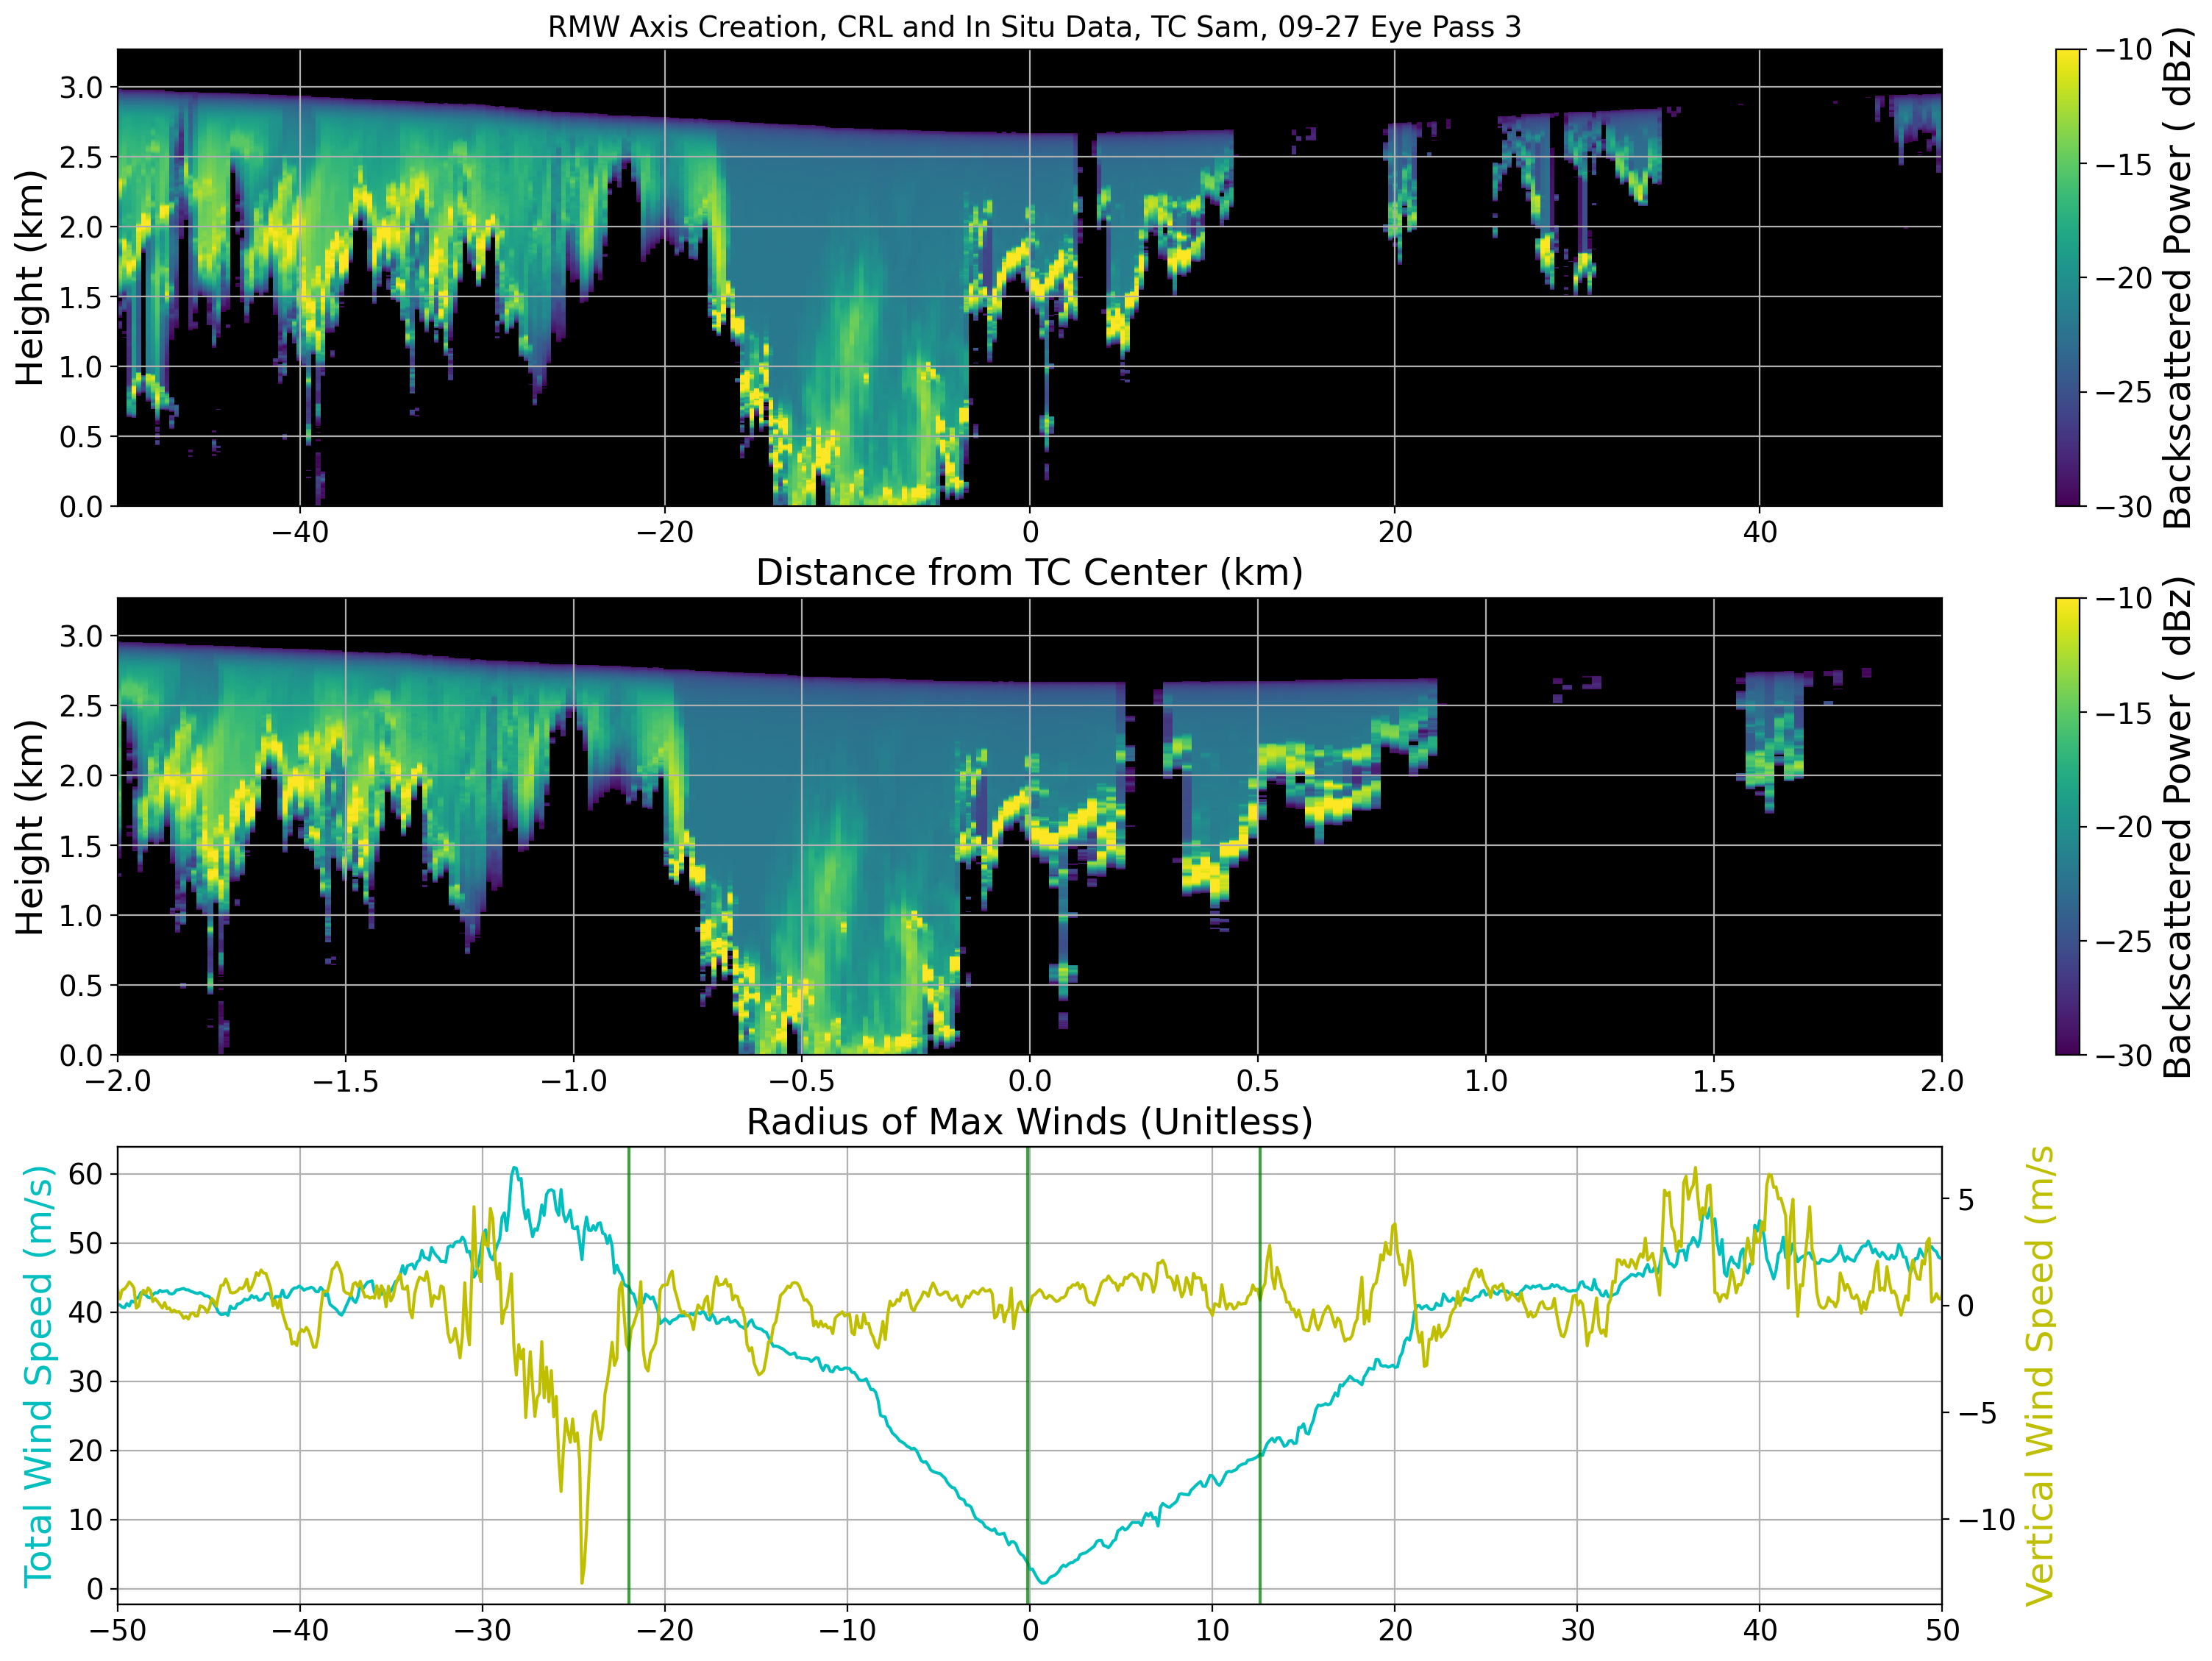 RMW Axis Creation, CRL and In Situ Data, TC Sam, 09-27 Eye Pass 3
Height (km)
3.0
2.5
2.0
1.5
1.0
0.5
0.0
−40 −20 0 20 40
Distance from TC Center (km)
−10
−15
−20
−25
−30
Backscattered Power ( dBz)
Height (km)
3.0
2.5
2.0
1.5
1.0
0.5
0.0
−2.0 −1.5 −1.0 −0.5 0.0 0.5 1.0 1.5 2.0
Radius of Max Winds (Unitless)
−10
−15
−20
−25
−30
Backscattered Power ( dBz)
Total Wind Speed (m/s)
60
50
40
30
20
10
0
−50 −40 −30 −20 −10 0 10 20 30 40 50
5
0
−5
−10
Vertical Wind Speed (m/s